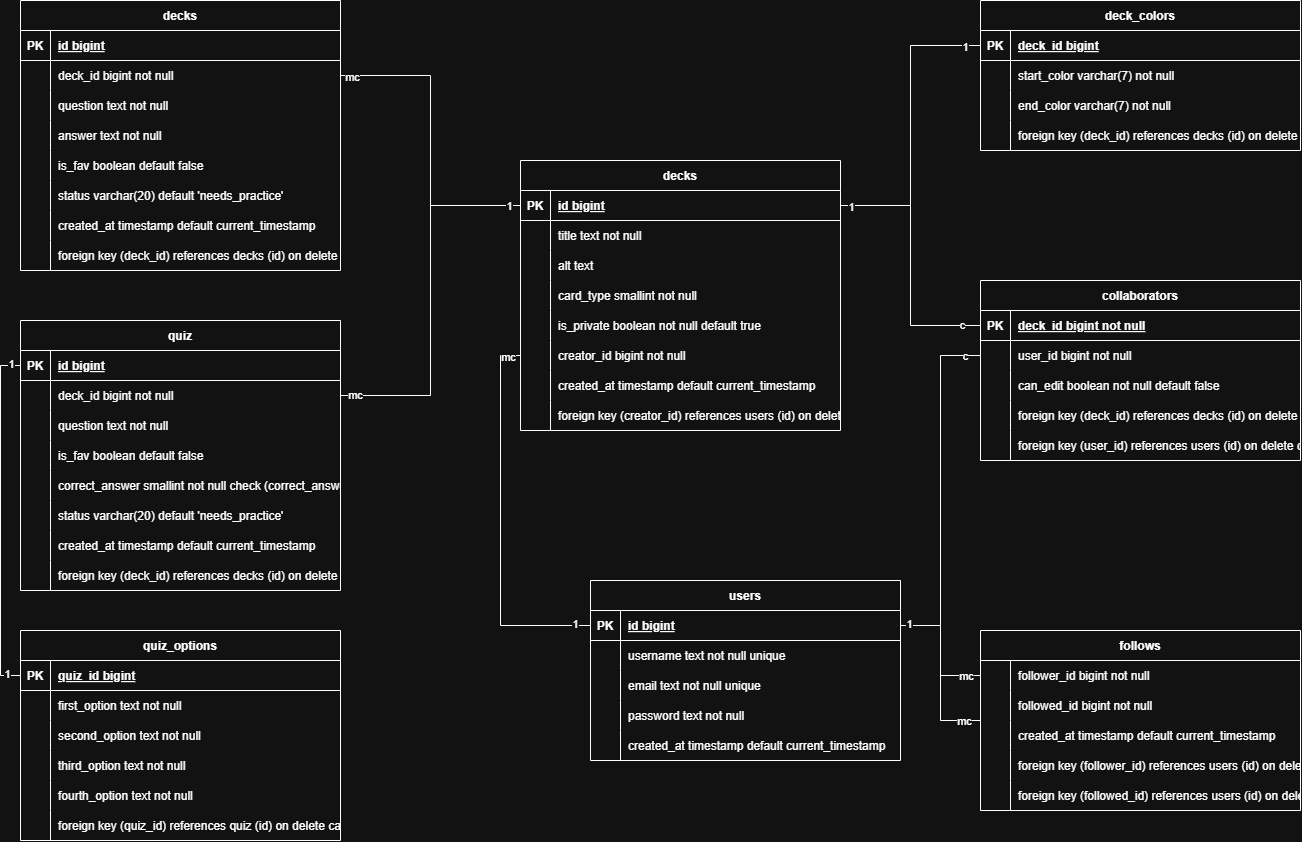 decks
PK id bigint
deck_id bigint not null
question text not null
answer text not null
is_fav boolean default false
status varchar(20) default 'needs_practice'
created_at timestamp default current_timestamp
foreign key (deck_id) references decks (id) on delete
mc
quiz
1
PK id bigint
deck_id bigint not null
mc
question text not null
is_fav boolean default false
correct_answer smallint not null check (correct_answ
status varchar(20) default 'needs_practice'
created_at timestamp default current_timestamp
foreign key (deck_id) references decks (id) on delete
quiz_options
1
PK quiz_id bigint
first_option text not null
second_option text not null
third_option text not null
fourth_option text not null
foreign key (quiz_id) references quiz (id) on delete ca
decks
1
PK id bigint
1
title text not null
alt text
card_type smallint not null
is_private boolean not null default true
mc
creator_id bigint not null
created_at timestamp default current_timestamp
foreign key (creator_id) references users (id) on delet
users
1
PK id bigint
1
username text not null unique
email text not null unique
password text not null
created_at timestamp default current_timestamp
deck_colors
1
PK deck_id bigint
start_color varchar(7) not null
end_color varchar(7) not null
foreign key (deck_id) references decks (id) on delete
collaborators
c
PK deck_id bigint not null
c
user_id bigint not null
can_edit boolean not null default false
foreign key (deck_id) references decks (id) on delete
foreign key (user_id) references users (id) on delete c
follows
mc
follower_id bigint not null
followed_id bigint not null
mc
created_at timestamp default current_timestamp
foreign key (follower_id) references users (id) on dele
foreign key (followed_id) references users (id) on dele